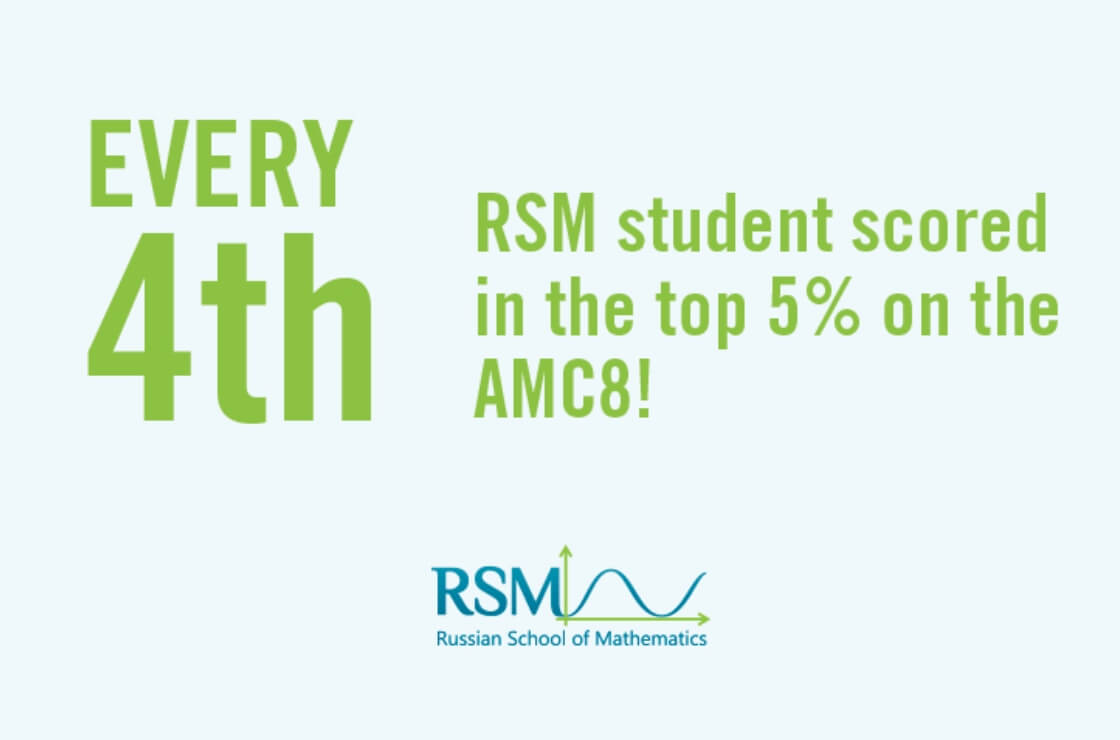 EVERY
4th
RSM student scored
in the top 5% on the
AMC8!
RSM
Russian School of Mathematics